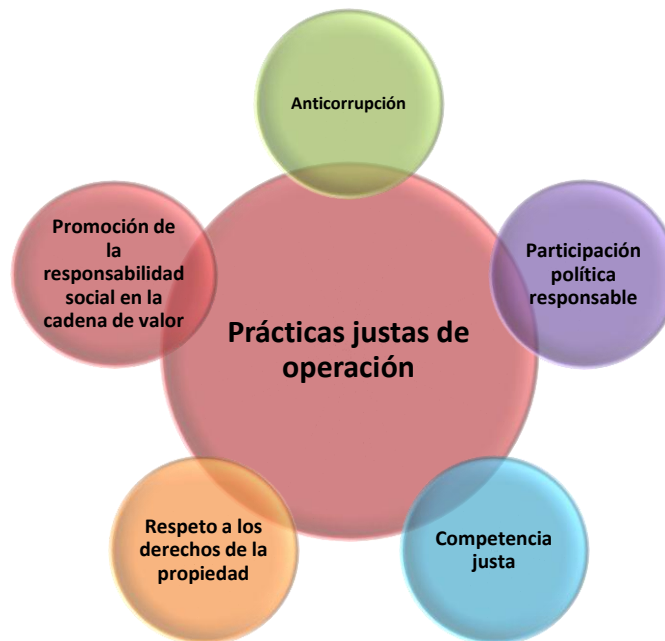 Anticorrupción
Promoción de
la
responsabilidad
social en la
cadena de valor
Participación
política
responsable
Prácticas justas de
operación
Respeto a los
derechos de la
propiedad
Competencia
justa